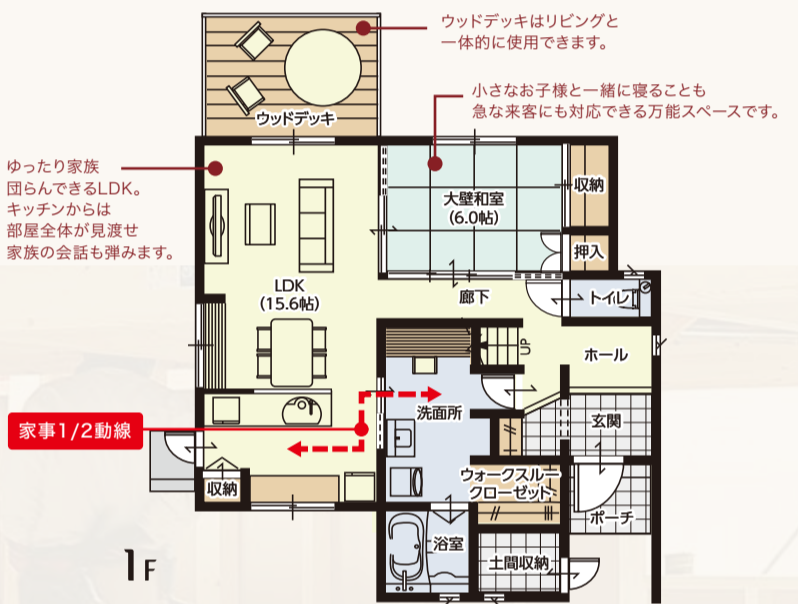 ウッドデッキはリビングと
一体的に使用できます。
小さなお子様と一緒に寝ることも
急な来客にも対応できる万能スペースです。
ウッドデッキ
ゆったり家族
団らんできるLDK。
キッチンからは
部屋全体が見渡せ
家族の会話も弾みます。
大壁和室
(6.0帖)
収納
押入
LDK
(15.6帖)
廊下
トイレ
UP
ホール
家事1/2動線
洗面所
玄関
収納
ウォークスルー
クローゼット
ポーチ
浴室
土間収納
1F